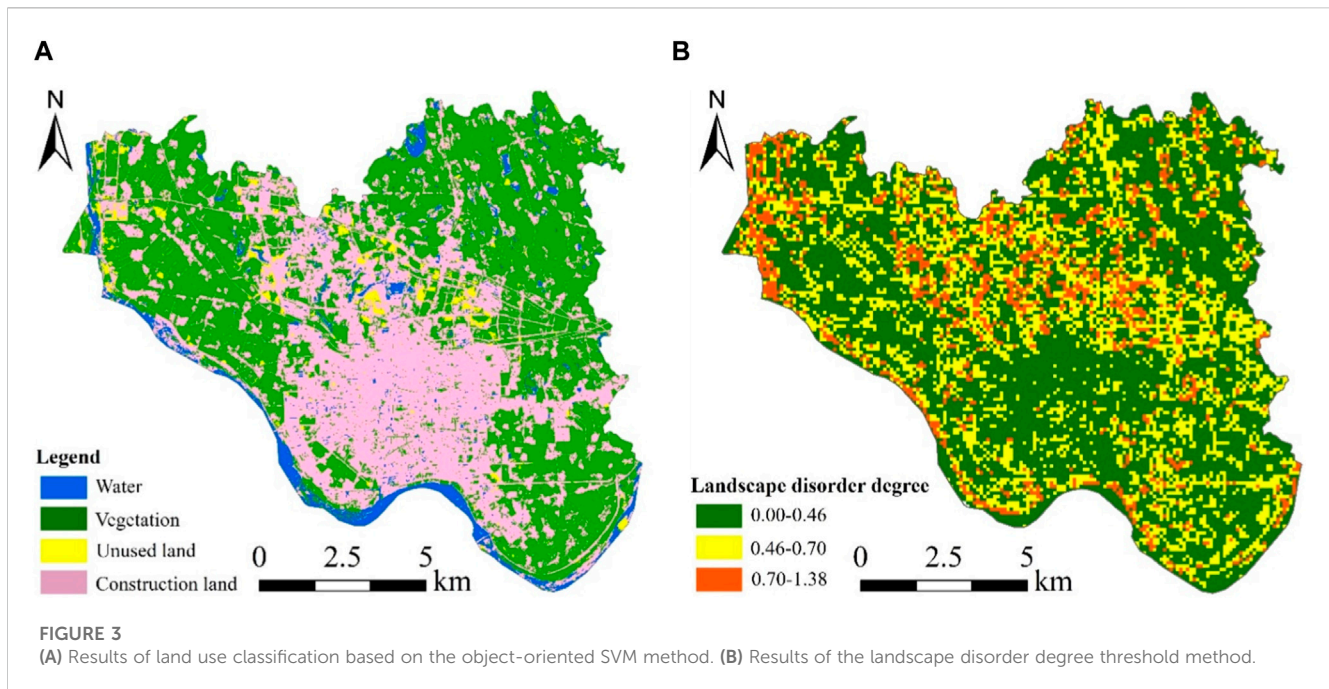 A
B
N
N
Legend
Water
Vegetation
Unused land
Construction land
0 2.5 5
km
Landscape disorder degree
0.00-0.46
0.46-0.70
0.70-1.38
0 2.5 5
km
FIGURE 3
(A) Results of land use classification based on the object-oriented SVM method. (B) Results of the landscape disorder degree threshold method.